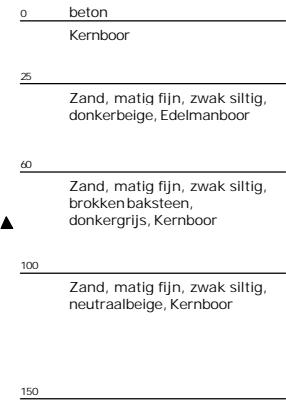 0 beton
Kernboor
25
Zand, matig fijn, zwak siltig,
donkerbeige, Edelmanboor
60
Zand, matig fijn, zwak siltig,
brokken baksteen,
donkergrijs, Kernboor
100
Zand, matig fijn, zwak siltig,
neutraalbeige, Kernboor
150